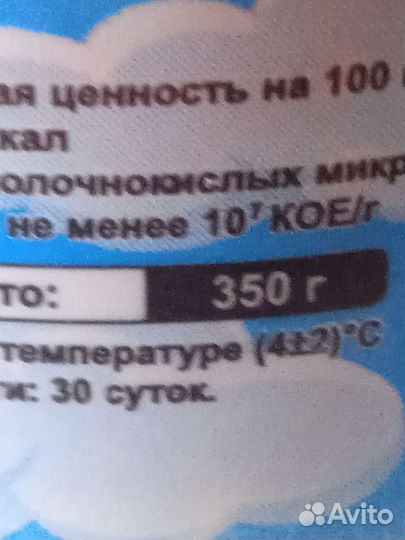 ая ценность на 100
кал
олочнокислых микр
не менее 10⁷ КОЕ/г
то: 350 г
температуре (4±2)°С
ти: 30 суток.
Avito